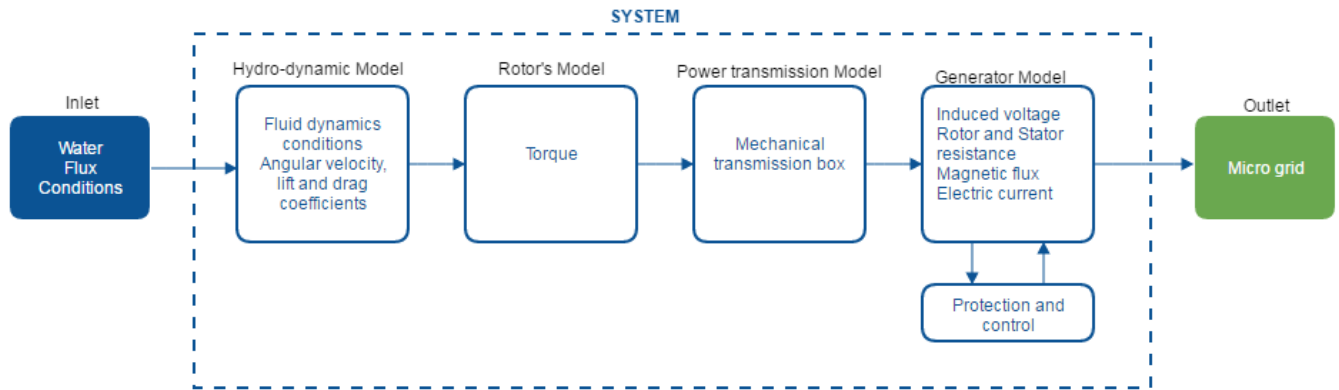 SYSTEM
Inlet
Water
Flux
Conditions
Hydro-dynamic Model
Fluid dynamics
conditions
Angular velocity,
lift and drag
coefficients
Rotor's Model
Torque
Power transmission Model
Mechanical
transmission box
Generator Model
Induced voltage
Rotor and Stator
resistance
Magnetic flux
Electric current
Protection and
control
Outlet
Micro grid